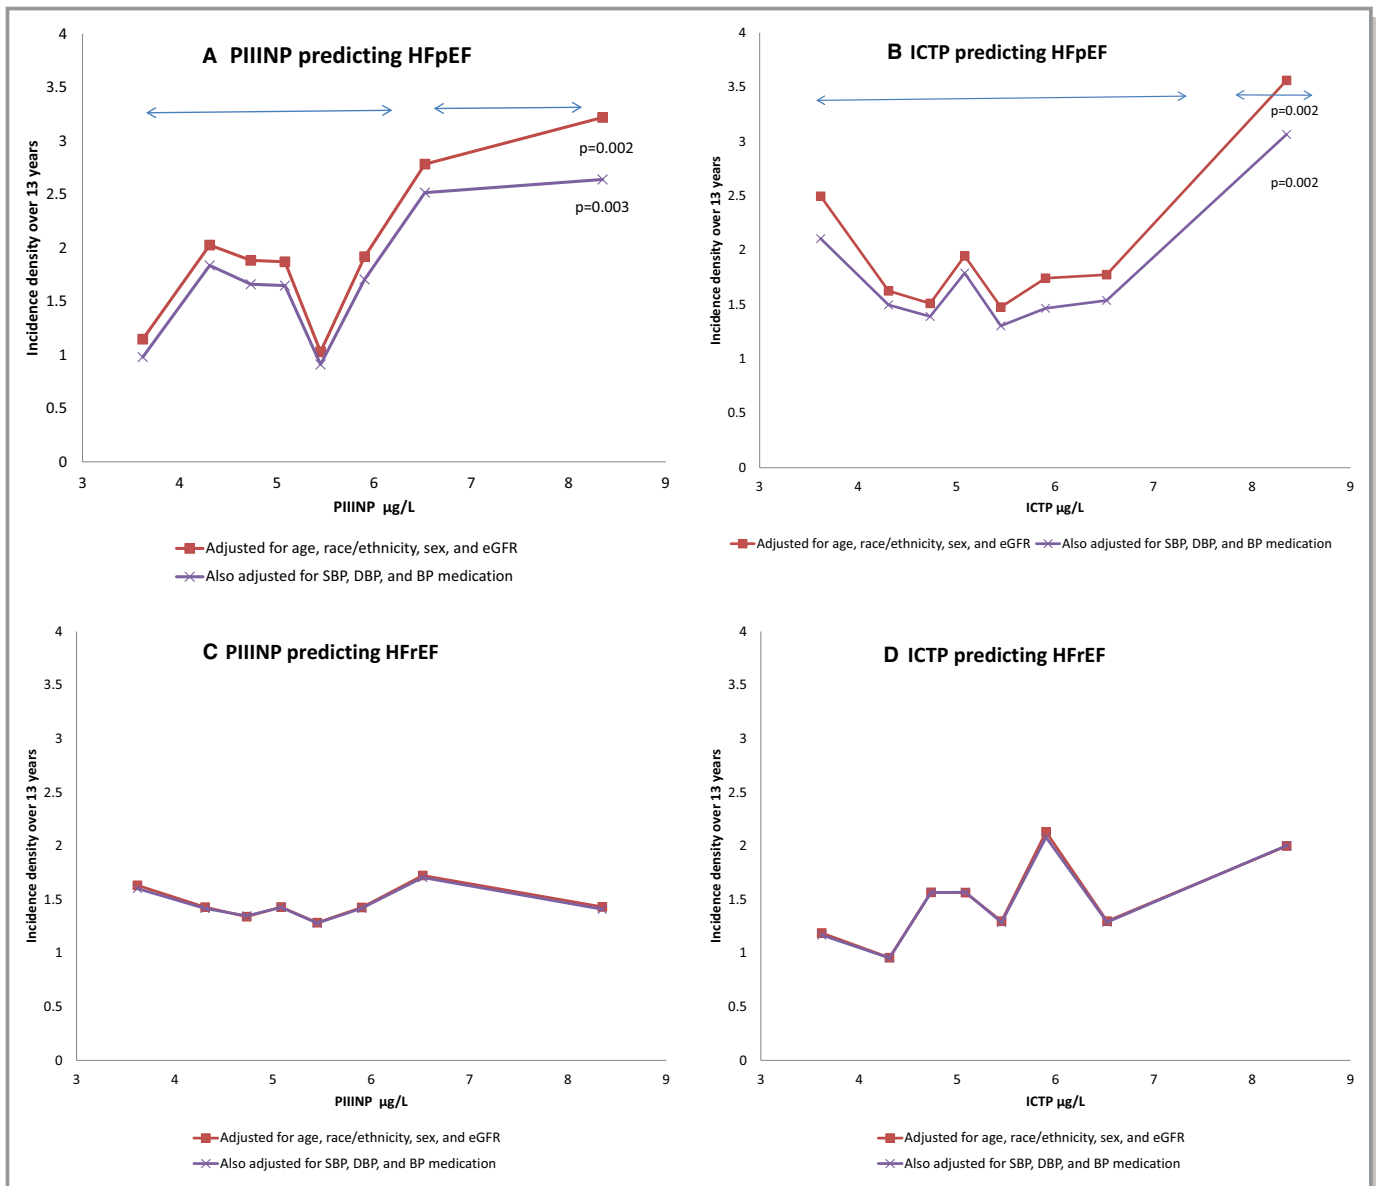 A PIIINP predicting HFpEF
4
3.5
3
2.5
2
1.5
1
0.5
0
Incidence density over 13 years
p=0.002
p=0.003
3 4 5 6 7 8 9
PIIINP µg/L
Adjusted for age, race/ethnicity, sex, and eGFR
Also adjusted for SBP, DBP, and BP medication
B ICTP predicting HFpEF
4
3.5
3
2.5
2
1.5
1
0.5
0
Incidence density over 13 years
p=0.002
p=0.002
3 4 5 6 7 8 9
ICTP µg/L
Adjusted for age, race/ethnicity, sex, and eGFR Also adjusted for SBP, DBP, and BP medication
C PIIINP predicting HFrEF
4
3.5
3
2.5
2
1.5
1
0.5
0
Incidence density over 13 years
3 4 5 6 7 8 9
PIIINP µg/L
Adjusted for age, race/ethnicity, sex, and eGFR
Also adjusted for SBP, DBP, and BP medication
D ICTP predicting HFrEF
4
3.5
3
2.5
2
1.5
1
0.5
0
Incidence density over 13 years
3 4 5 6 7 8 9
ICTP µg/L
Adjusted for age, race/ethnicity, sex, and eGFR
Also adjusted for SBP, DBP, and BP medication